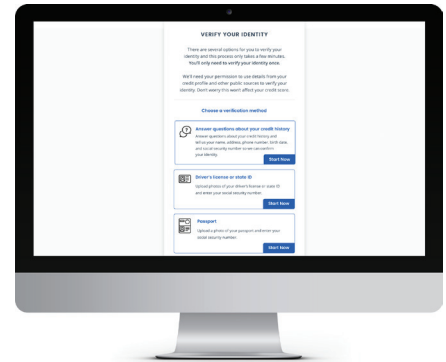 VERIFY YOUR IDENTITY
There are several options for you to verify your
identity and this process only takes a few minutes.
You'll only need to verify your identity once.
We'll need your permission to use details from your
credit profile and other public sources to verify your
identity. Don't worry this won't affect your credit score.
Choose a verification method
Answer questions about your credit history
Answer questions about your credit history and
tell us your name, address, phone number, birth date,
and social security number so we can confirm
your identity.
Start Now
Driver's license or state ID
Upload photos of your driver's license or state ID
and enter your social security number.
Start Now
Passport
Upload a photo of your passport and enter your
social security number.
Start Now